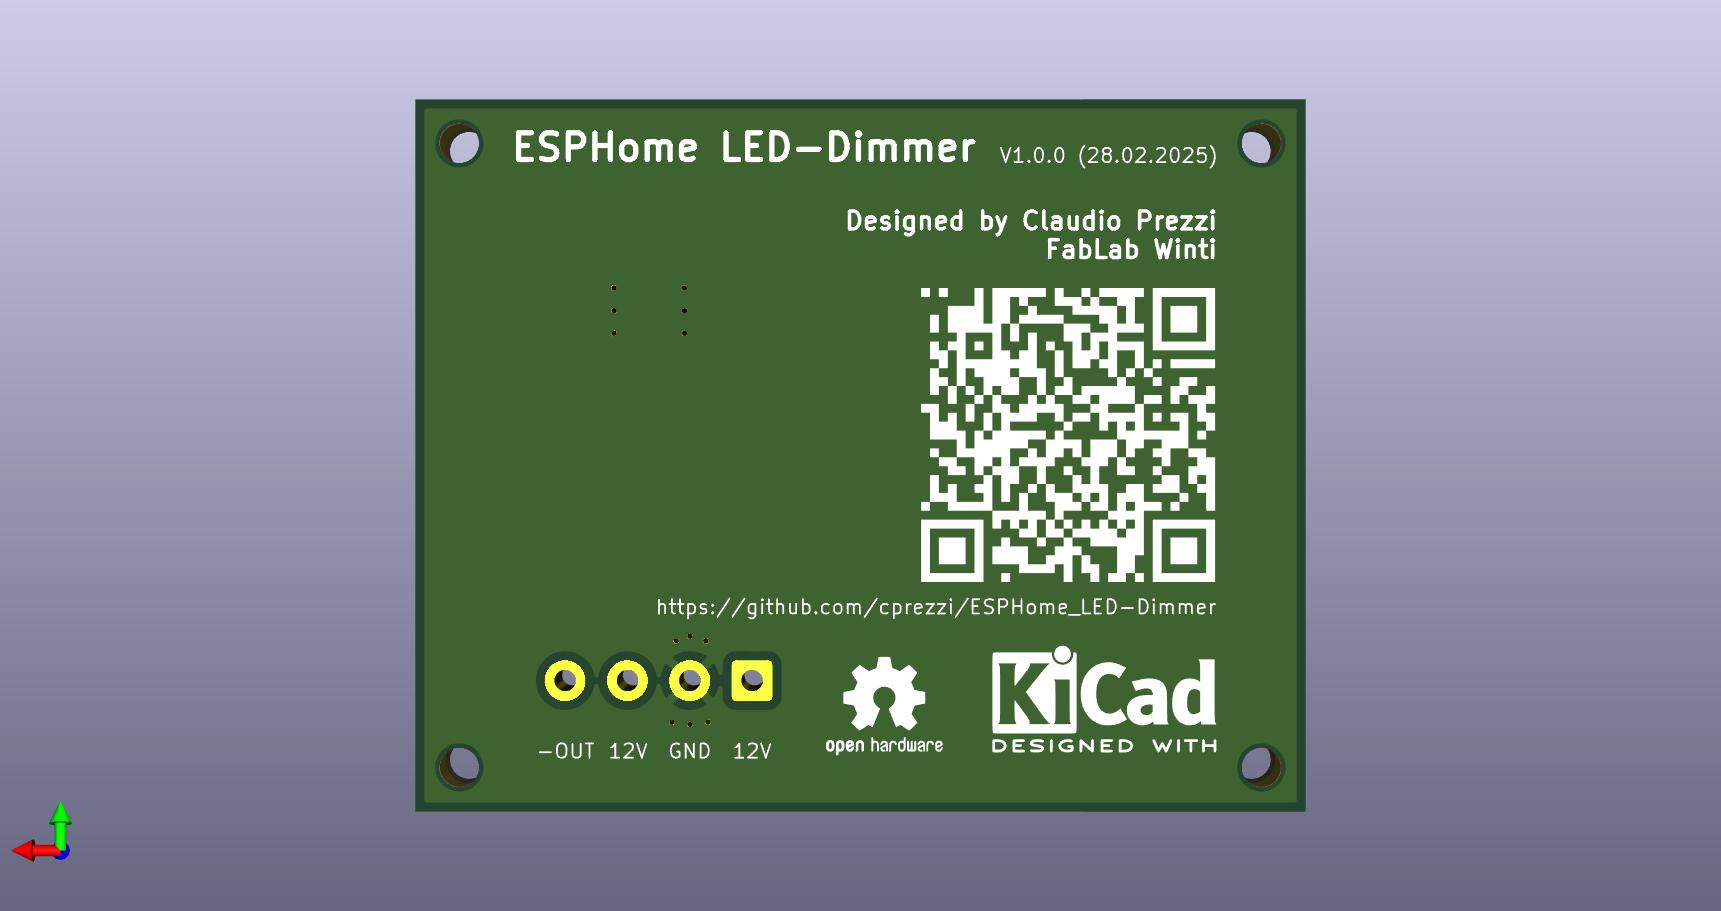 ESPHome LED-Dimmer V1.0.0 (28.02.2025)
Designed by Claudio Prezzi
FabLab Winti
https://github.com/cprezzi/ESPHome_LED-Dimmer
-OUT 12V GND 12V
open hardware
KiCad
DESIGNED WITH